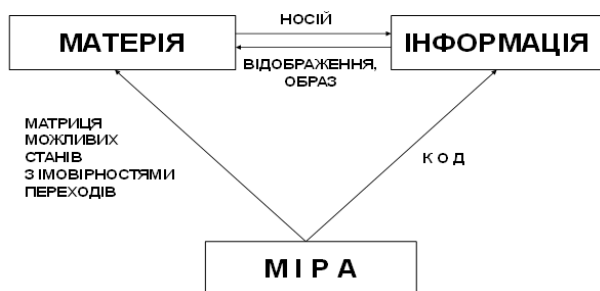 НОСІЙ
МАТЕРІЯ
ІНФОРМАЦІЯ
ВІДОБРАЖЕННЯ,
ОБРАЗ
МАТРИЦЯ
МОЖЛИВИХ
СТАНІВ
З ІМОВІРНОСТЯМИ
ПЕРЕХОДІВ
К О Д
М І Р А